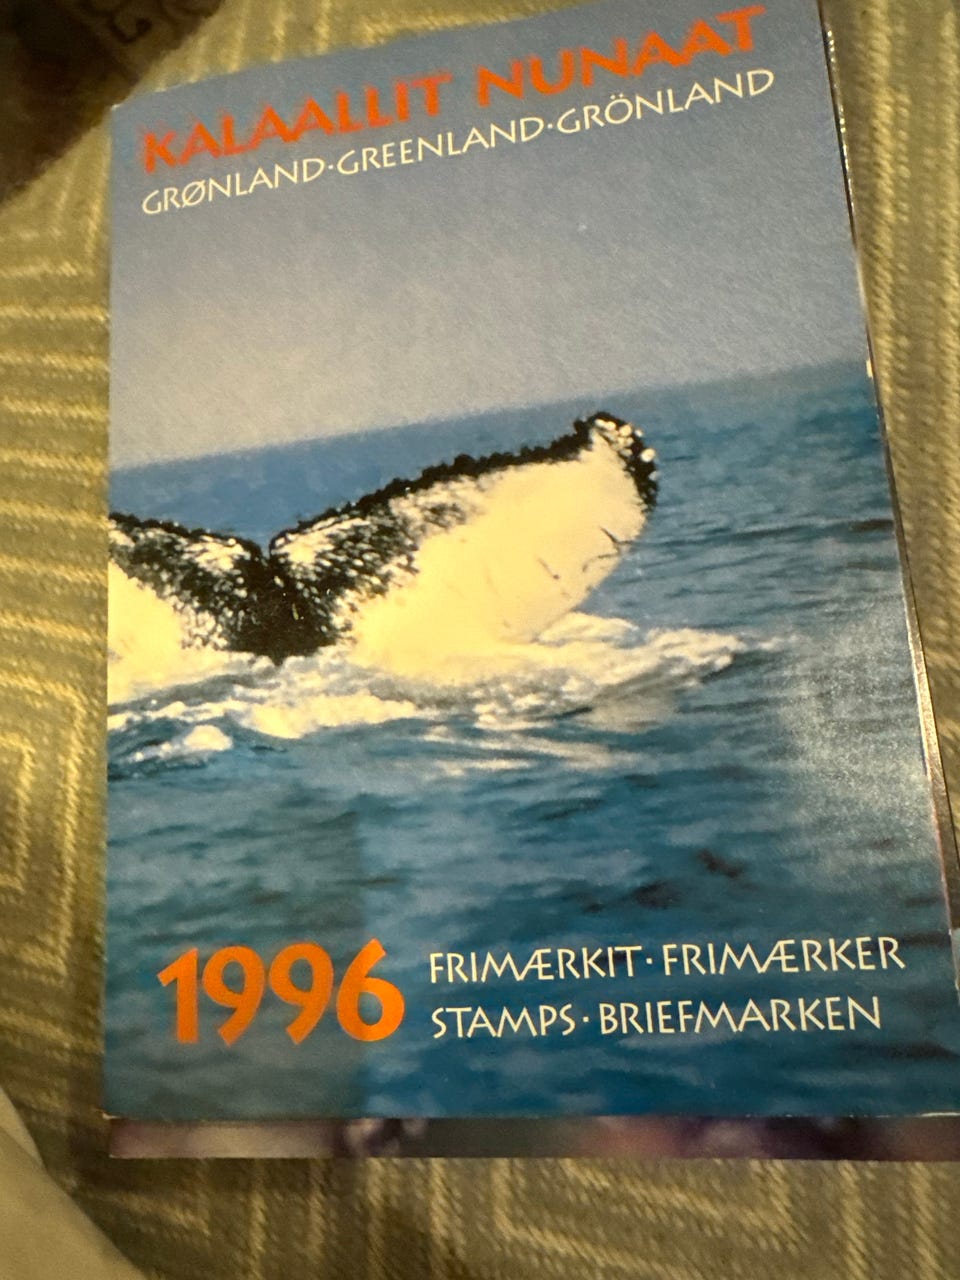 KALAALLIT NUNAAT
GRØNLAND·GREENLAND·GRÖNLAND
1996
FRIMÆRKIT·FRIMÆRKER
STAMPS·BRIEFMARKEN